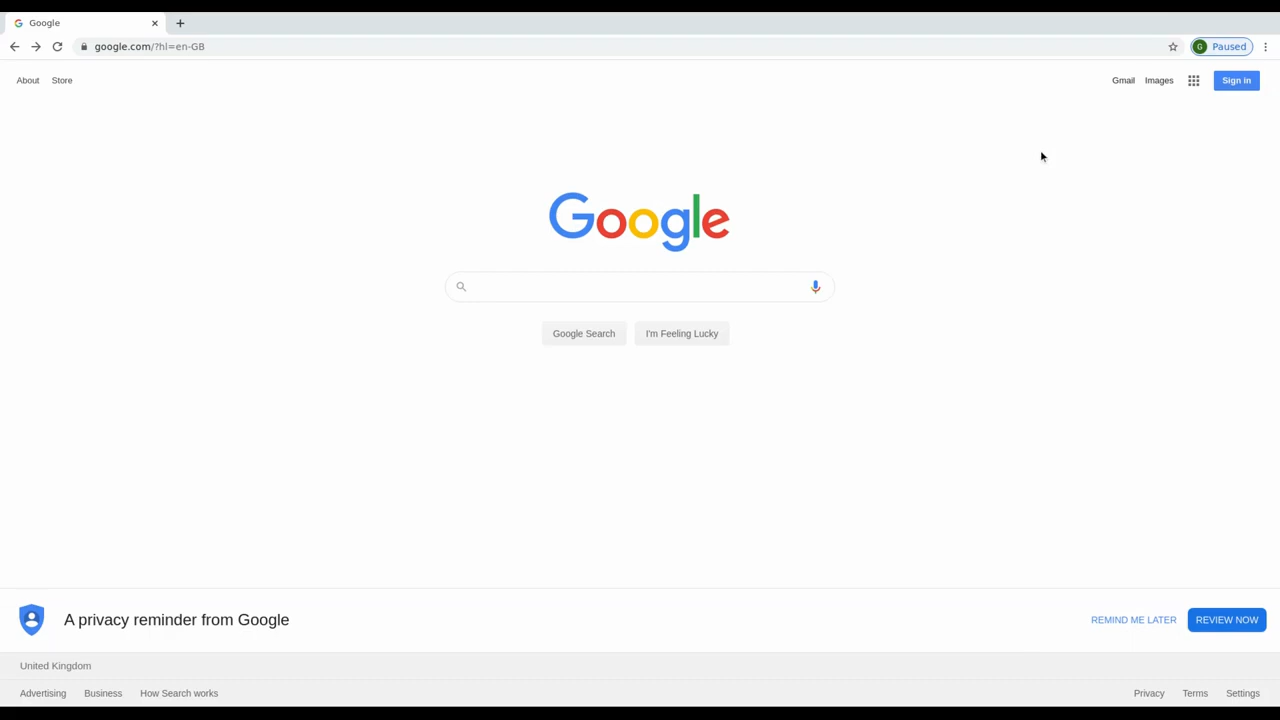 Google
google.com/?hl=en-GB
G Paused
About Store
Gmail Images Sign in
Google
Google Search I'm Feeling Lucky
A privacy reminder from Google
REMIND ME LATER REVIEW NOW
United Kingdom
Advertising Business How Search works
Privacy Terms Settings